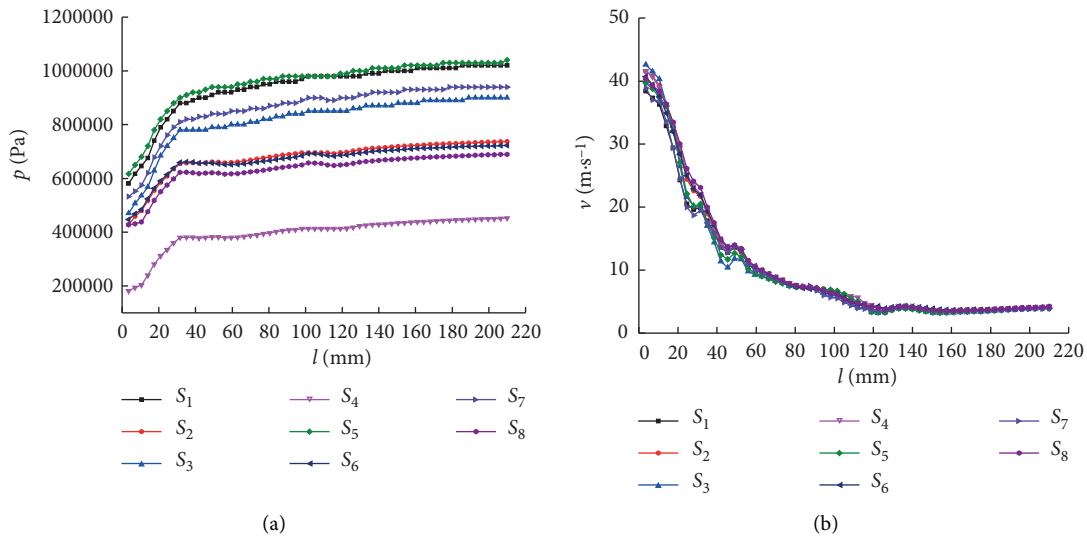 1200000
1000000
800000
600000
400000
200000
p (Pa)
0 20 40 60 80 100 120 140 160 180 200 220
l (mm)
S1 S4 S7
S2 S5 S8
S3 S6
(a)
50
40
30
20
10
0
v (m·s−1)
0 20 40 60 80 100 120 140 160 180 200 220
l (mm)
S1 S4 S7
S2 S5 S8
S3 S6
(b)